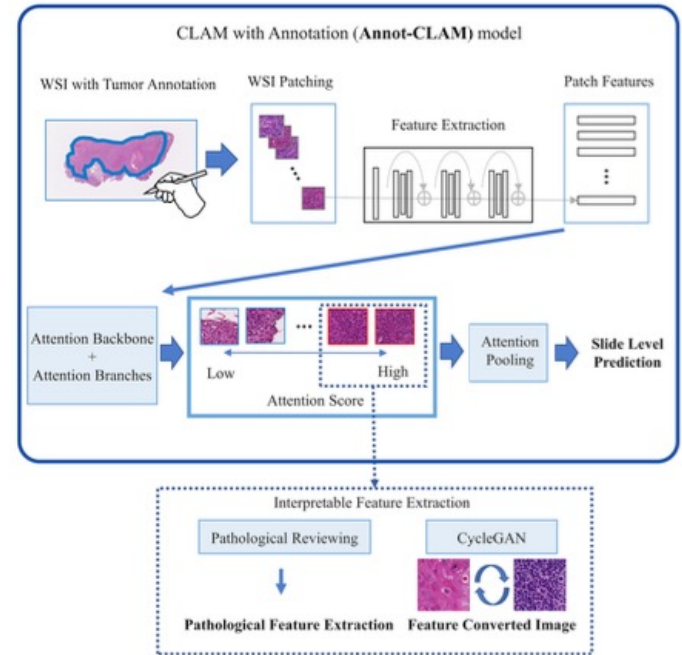 CLAM with Annotation (Annot-CLAM) model
WSI with Tumor Annotation
WSI Patching
Patch Features
Feature Extraction
Attention Backbone
+
Attention Branches
Low
High
Attention Score
Attention
Pooling
Slide Level
Prediction
Interpretable Feature Extraction
Pathological Reviewing
CycleGAN
Pathological Feature Extraction
Feature Converted Image